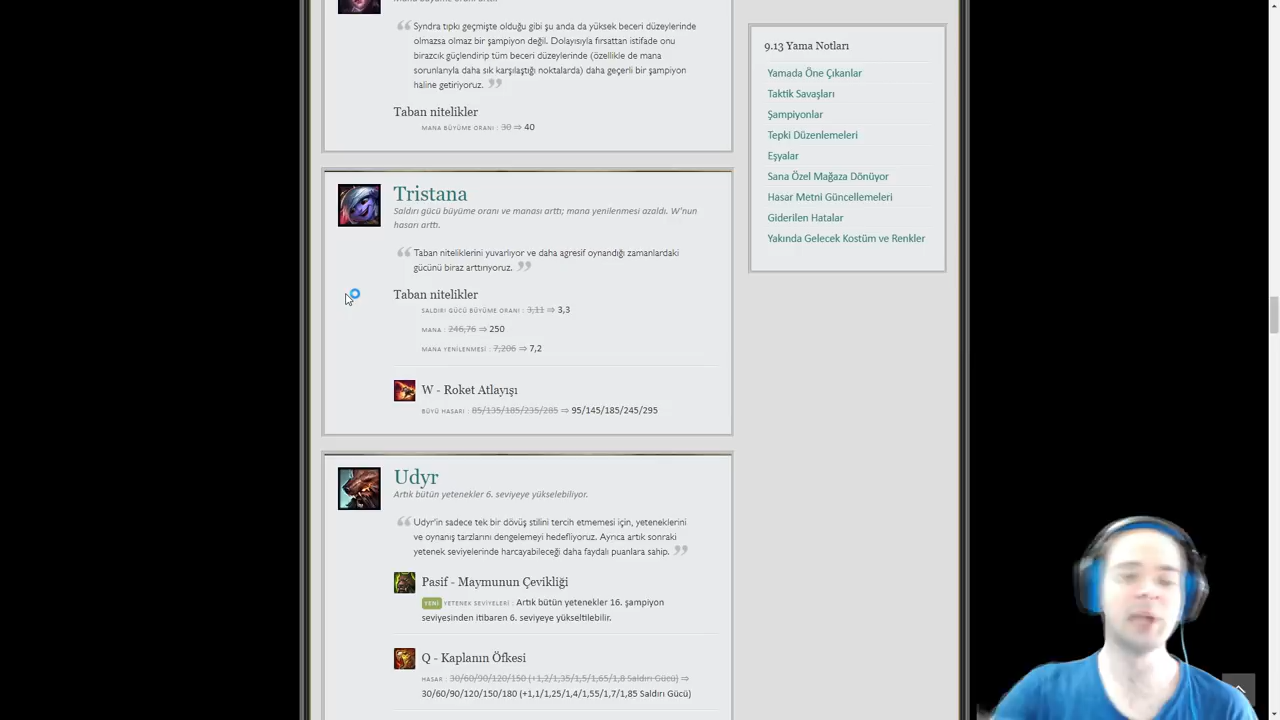 Syndra tıpkı geçmişte olduğu gibi şu anda da yüksek beceri düzeylerinde
olmazsa olmaz bir şampiyon değil. Dolayısıyla fırsattan istifade onu
birazcık güçlendirip tüm beceri düzeylerinde (özellikle de mana
sorunlarıyla daha sık karşılaştığı noktalarda) daha geçerli bir şampiyon
haline getiriyoruz.
Taban nitelikler
MANA BÜYÜME ORANI : 30 ⇒ 40
Tristana
Saldırı gücü büyüme oranı ve manası arttı; mana yenilenmesi azaldı. W'nun
hasarı arttı.
Taban niteliklerini yuvarlıyor ve daha agresif oynandığı zamanlardaki
gücünü biraz arttırıyoruz.
Taban nitelikler
SALDIRI GÜCÜ BÜYÜME ORANI : 3,11 ⇒ 3,3
MANA : 246,76 ⇒ 250
MANA YENİLENMESİ : 7,206 ⇒ 7,2
W - Roket Atlayışı
BÜYÜ HASARI : 85/135/185/235/285 ⇒ 95/145/185/245/295
Udyr
Artık bütün yetenekler 6. seviyeye yükselebiliyor.
Udyr'in sadece tek bir dövüş stilini tercih etmemesi için, yeteneklerini
ve oynanış tarzlarını dengelemeyi hedefliyoruz. Ayrıca artık sonraki
yetenek seviyelerinde harcayabileceği daha faydalı puanlara sahip.
Pasif - Maymunun Çevikliği
YENİ YETENEK SEVİYELERİ : Artık bütün yetenekler 16. şampiyon
seviyesinden itibaren 6. seviyeye yükseltilebilir.
Q - Kaplanın Öfkesi
HASAR : 30/60/90/120/150 (+1,2/1,35/1,5/1,65/1,8 Saldırı Gücü) ⇒
30/60/90/120/150/180 (+1,1/1,25/1,4/1,55/1,7/1,85 Saldırı Gücü)
9.13 Yama Notları
Yamada Öne Çıkanlar
Taktik Savaşları
Şampiyonlar
Tepki Düzenlemeleri
Eşyalar
Sana Özel Mağaza Dönüyor
Hasar Metni Güncellemeleri
Giderilen Hatalar
Yakında Gelecek Kostüm ve Renkler